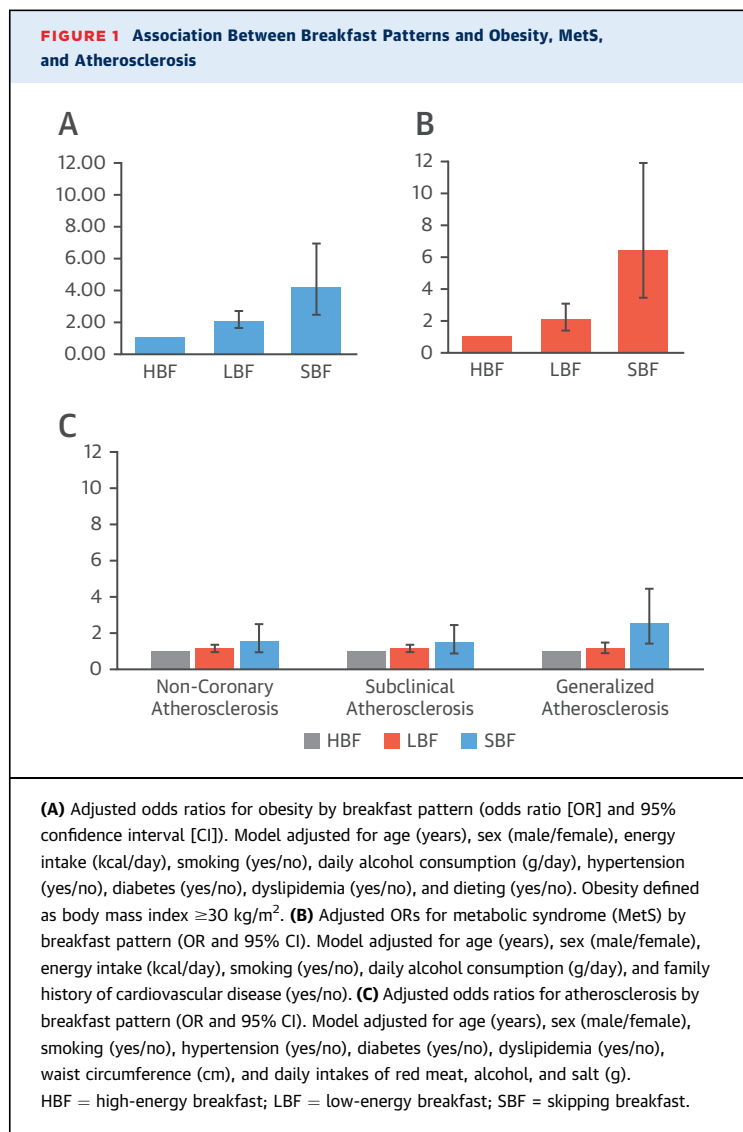 FIGURE 1 Association Between Breakfast Patterns and Obesity, MetS,
and Atherosclerosis
A
12.00
10.00
8.00
6.00
4.00
2.00
0.00
HBF LBF SBF
B
12
10
8
6
4
2
0
HBF LBF SBF
C
12
10
8
6
4
2
0
Non-Coronary
Atherosclerosis
Subclinical
Atherosclerosis
Generalized
Atherosclerosis
HBF LBF SBF
(A) Adjusted odds ratios for obesity by breakfast pattern (odds ratio [OR] and 95%
confidence interval [CI]). Model adjusted for age (years), sex (male/female), energy
intake (kcal/day), smoking (yes/no), daily alcohol consumption (g/day), hypertension
(yes/no), diabetes (yes/no), dyslipidemia (yes/no), and dieting (yes/no). Obesity defined
as body mass index ≥30 kg/m². (B) Adjusted ORs for metabolic syndrome (MetS) by
breakfast pattern (OR and 95% CI). Model adjusted for age (years), sex (male/female),
energy intake (kcal/day), smoking (yes/no), daily alcohol consumption (g/day), and family
history of cardiovascular disease (yes/no). (C) Adjusted odds ratios for atherosclerosis by
breakfast pattern (OR and 95% CI). Model adjusted for age (years), sex (male/female),
smoking (yes/no), hypertension (yes/no), diabetes (yes/no), dyslipidemia (yes/no),
waist circumference (cm), and daily intakes of red meat, alcohol, and salt (g).
HBF = high-energy breakfast; LBF = low-energy breakfast; SBF = skipping breakfast.